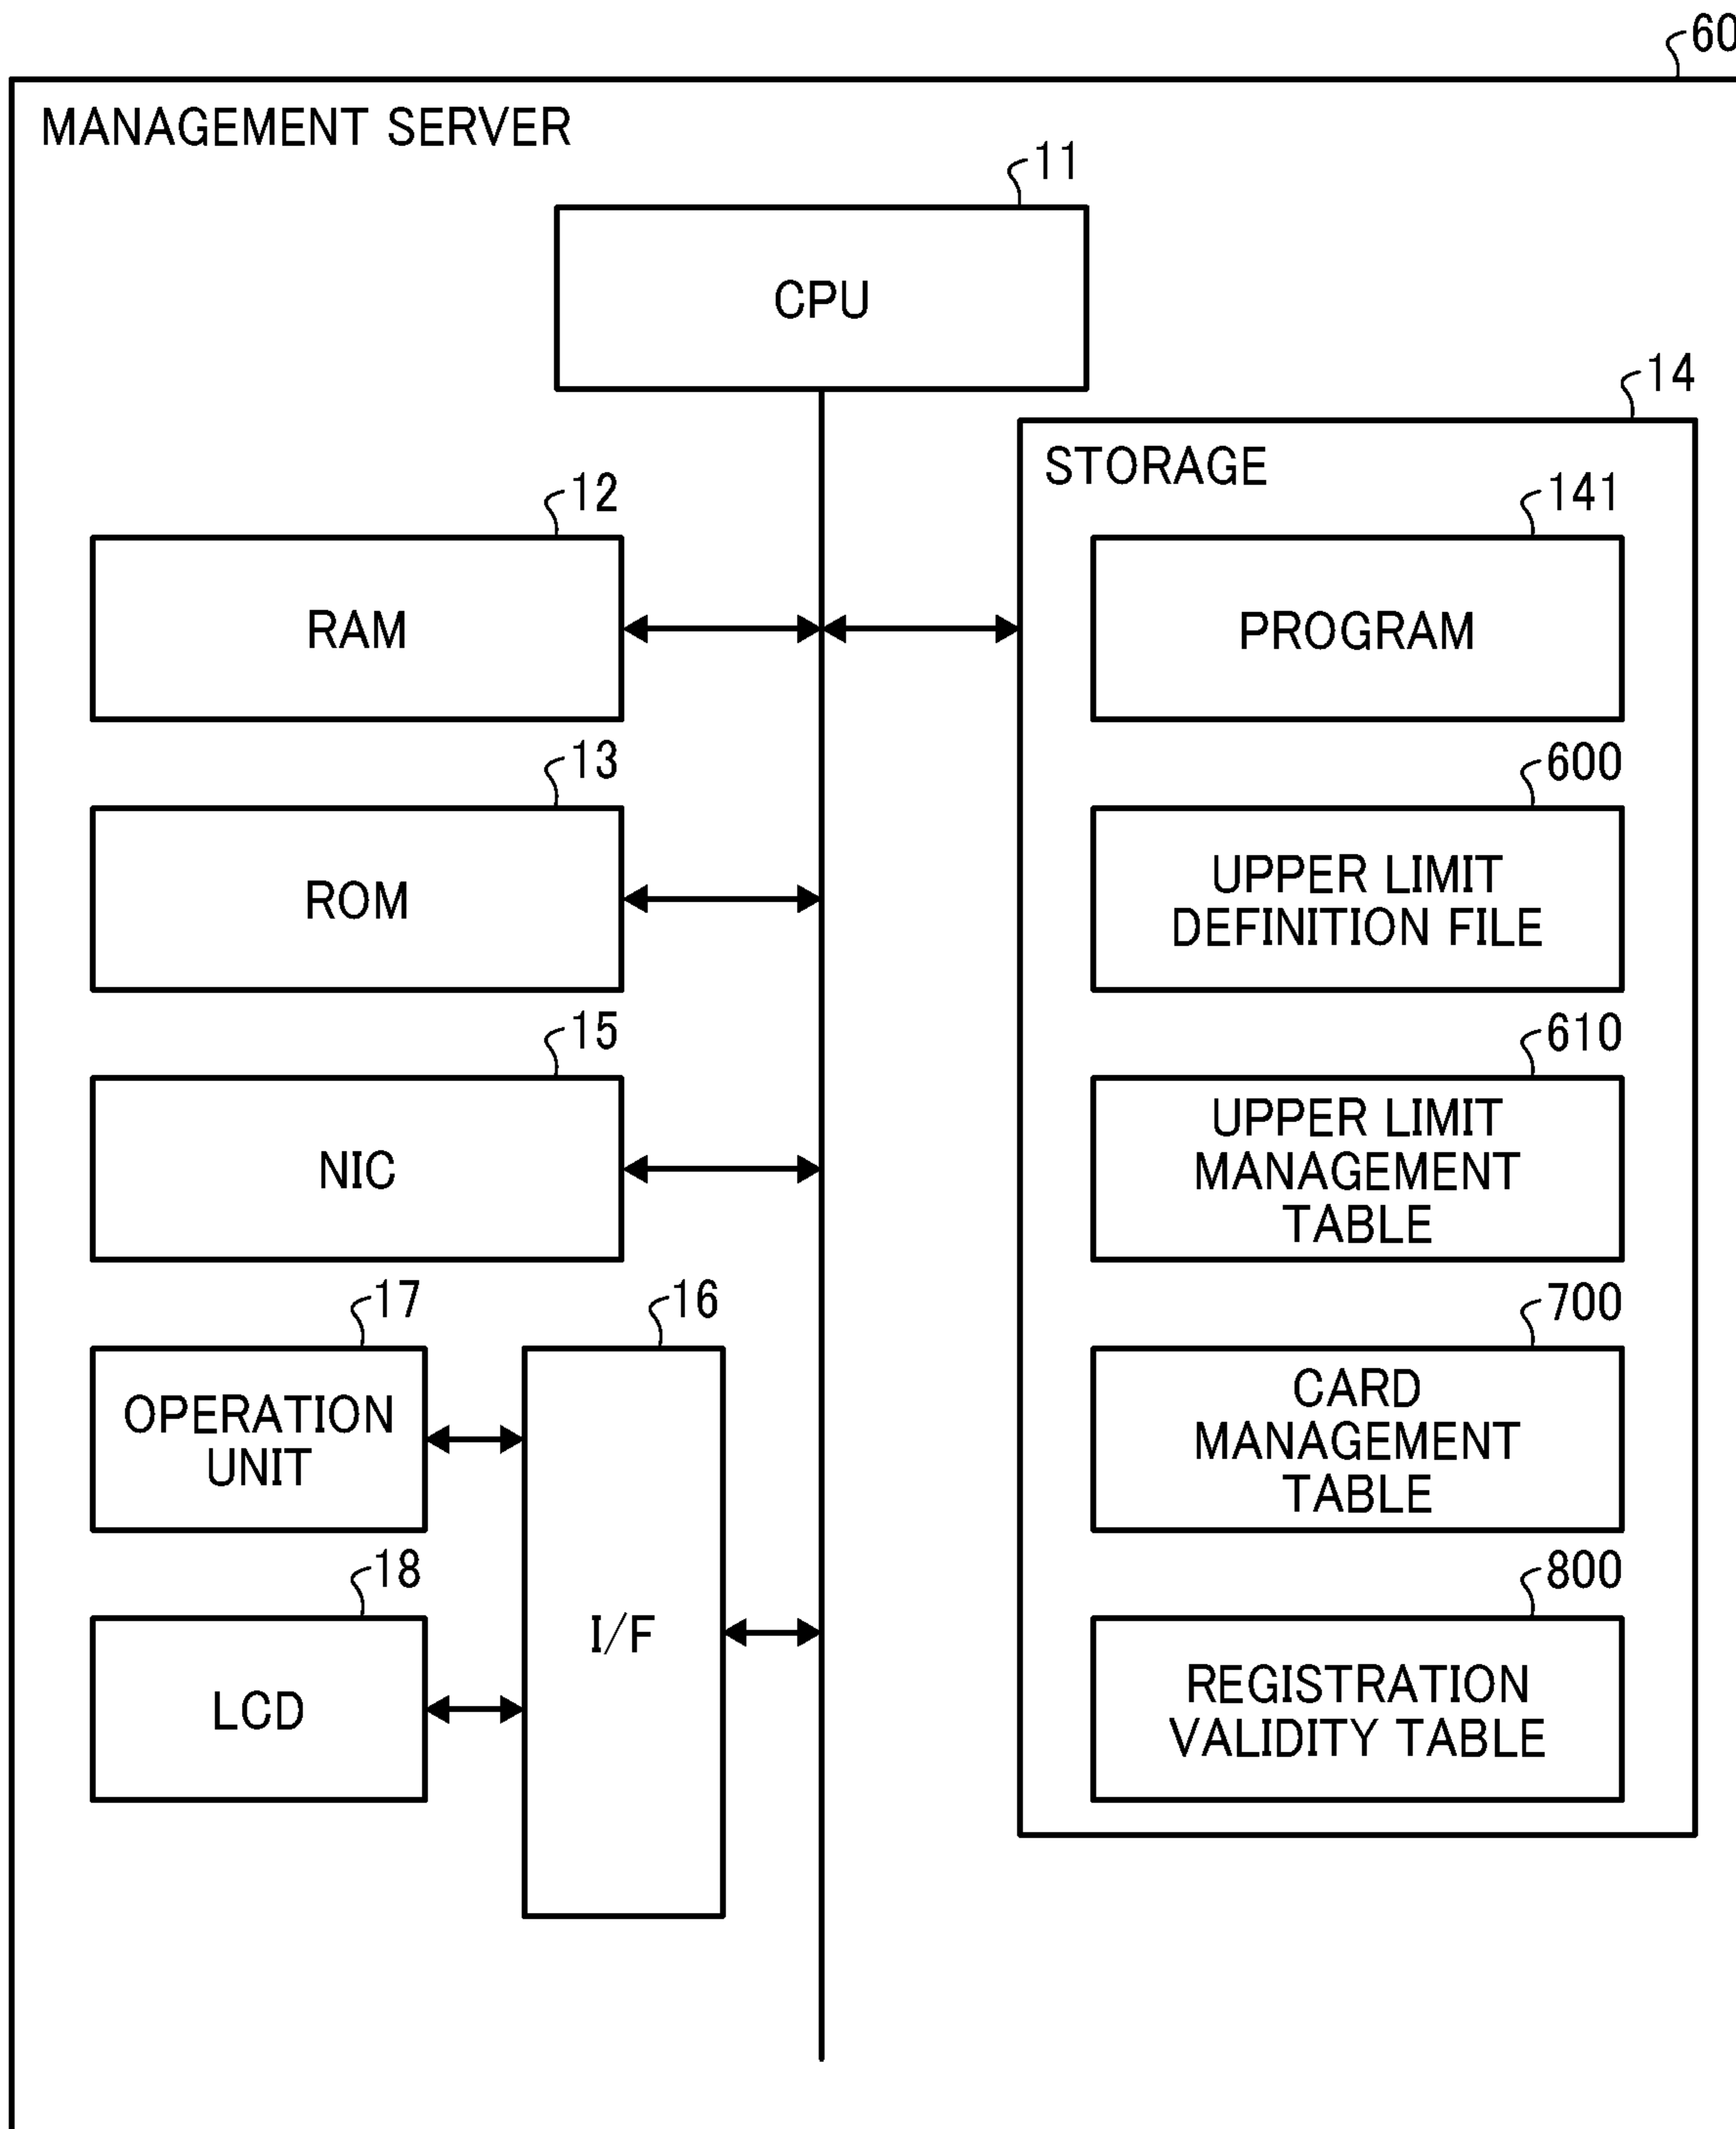 60
MANAGEMENT SERVER
11
CPU
14
STORAGE
12
RAM
141
PROGRAM
13
ROM
600
UPPER LIMIT
DEFINITION FILE
15
NIC
610
UPPER LIMIT
MANAGEMENT
TABLE
17
OPERATION
UNIT
16
I/F
700
CARD
MANAGEMENT
TABLE
18
LCD
800
REGISTRATION
VALIDITY TABLE